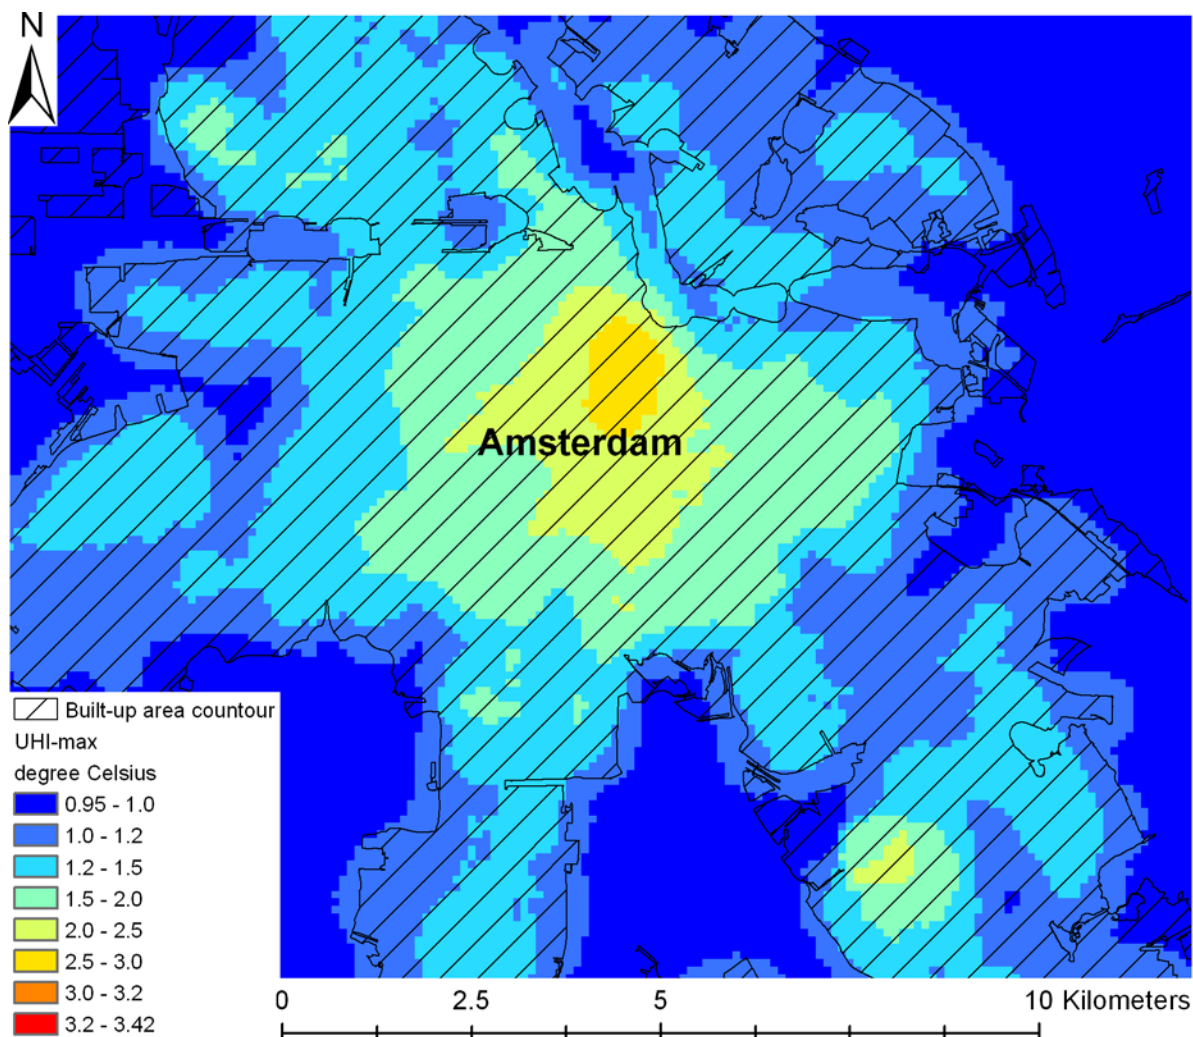 N
Amsterdam
Built-up area countour
UHI-max
degree Celsius
0.95 - 1.0
1.0 - 1.2
1.2 - 1.5
1.5 - 2.0
2.0 - 2.5
2.5 - 3.0
3.0 - 3.2
3.2 - 3.42
0 2.5 5 10 Kilometers